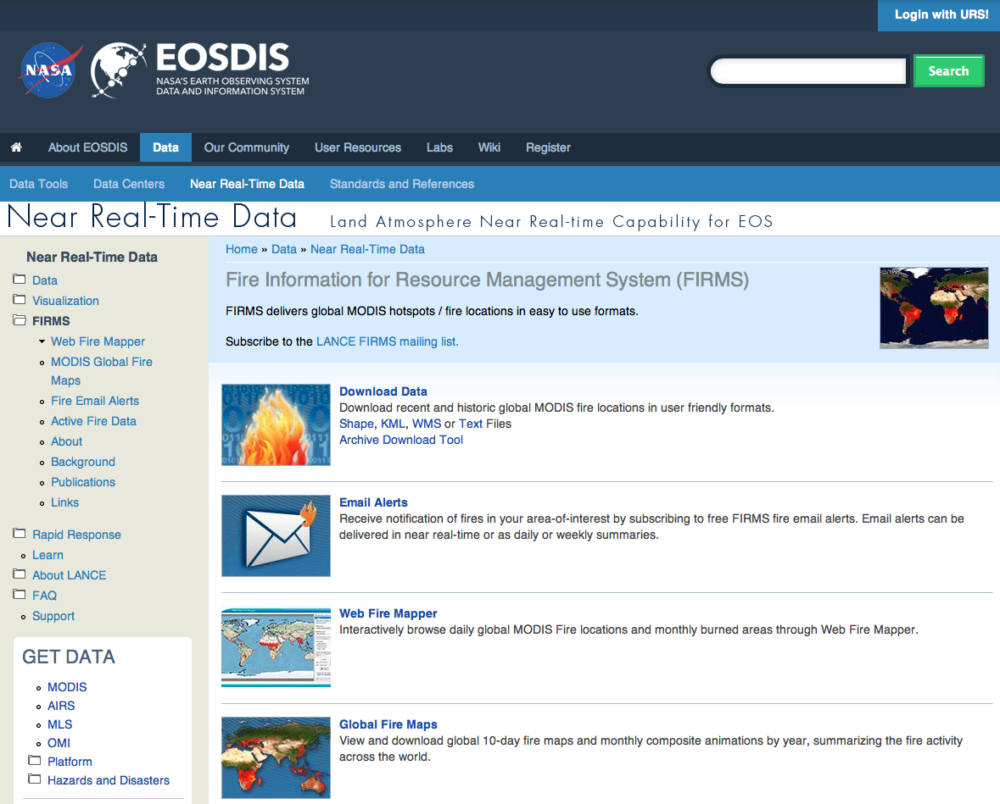 Login with URS!
NASA
EOSDIS
NASA'S EARTH OBSERVING SYSTEM
DATA AND INFORMATION SYSTEM
Search
About EOSDIS
Data
Our Community
User Resources
Labs
Wiki
Register
Data Tools
Data Centers
Near Real-Time Data
Standards and References
Near Real-Time Data
Land Atmosphere Near Real-time Capability for EOS
Near Real-Time Data
Data
Visualization
FIRMS
Web Fire Mapper
MODIS Global Fire
Maps
Fire Email Alerts
Active Fire Data
About
Background
Publications
Links
Rapid Response
Learn
About LANCE
FAQ
Support
GET DATA
MODIS
AIRS
MLS
OMI
Platform
Hazards and Disasters
Home » Data » Near Real-Time Data
Fire Information for Resource Management System (FIRMS)
FIRMS delivers global MODIS hotspots / fire locations in easy to use formats.
Subscribe to the LANCE FIRMS mailing list.
Download Data
Download recent and historic global MODIS fire locations in user friendly formats.
Shape, KML, WMS or Text Files
Archive Download Tool
Email Alerts
Receive notification of fires in your area-of-interest by subscribing to free FIRMS fire email alerts. Email alerts can be
delivered in near real-time or as daily or weekly summaries.
Web Fire Mapper
Interactively browse daily global MODIS Fire locations and monthly burned areas through Web Fire Mapper.
Global Fire Maps
View and download global 10-day fire maps and monthly composite animations by year, summarizing the fire activity
across the world.